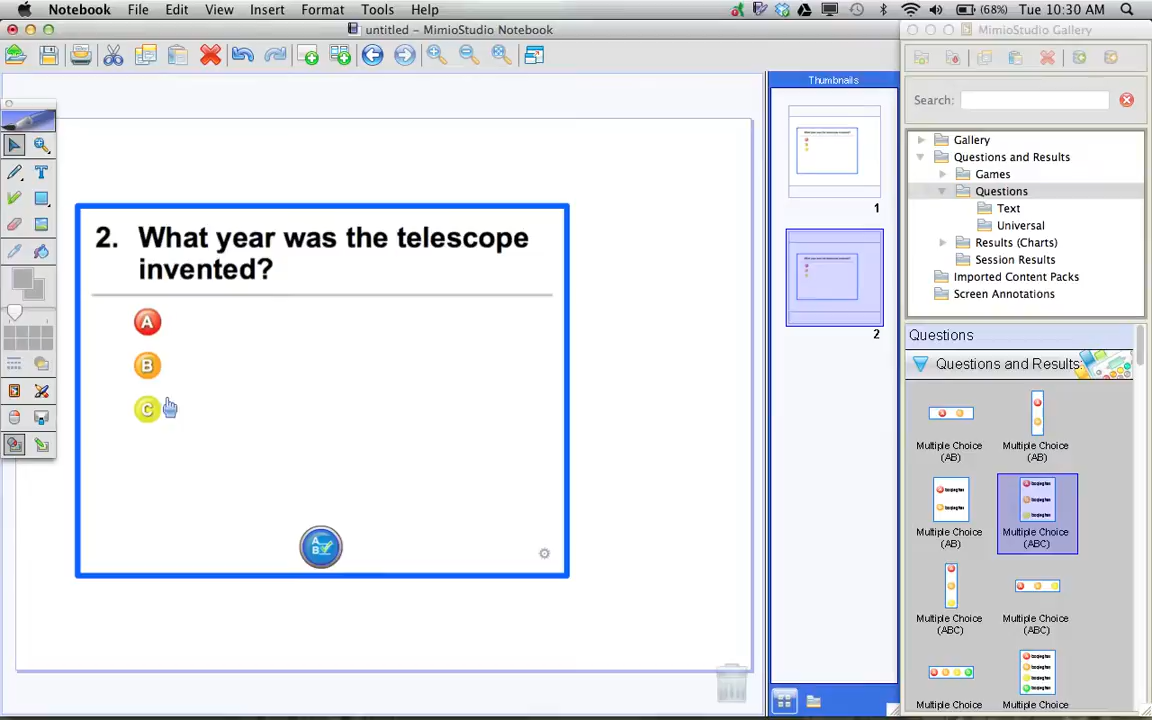 Notebook File Edit View Insert Format Tools Help (68%) Tue 10:30 AM
untitled – MimioStudio Notebook
MimioStudio Gallery
Thumbnails
Search:
Gallery
Questions and Results
Games
Questions
Text
Universal
Results (Charts)
Session Results
Imported Content Packs
Screen Annotations
1
2
2. What year was the telescope
invented?
A
B
C
Questions
Questions and Results:
Multiple Choice
(AB)
Multiple Choice
(AB)
Multiple Choice
(AB)
Multiple Choice
(ABC)
Multiple Choice
(ABC)
Multiple Choice
(ABC)
Multiple Choice
Multiple Choice